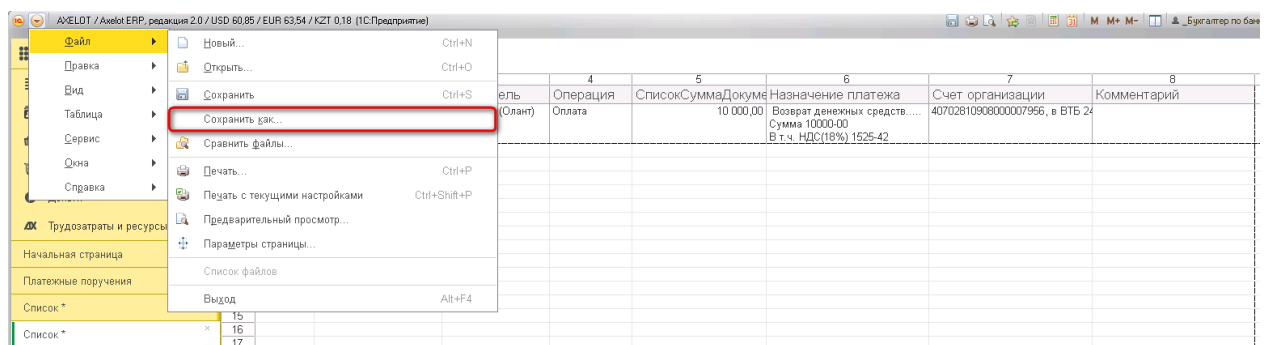 AXELOT / Axelot ERP, редакция 2.0 / USD 60,85 / EUR 63,54 / KZT 0,18 (1С:Предприятие)
M M+ M- _Бухгалтер по бан
Файл
Правка
Вид
Таблица
Сервис
Окна
Справка
Новый... Ctrl+N
Открыть... Ctrl+O
Сохранить Ctrl+S
Сохранить как...
Сравнить файлы...
Печать... Ctrl+P
Печать с текущими настройками Ctrl+Shift+P
Предварительный просмотр...
Параметры страницы...
Список файлов
Выход Alt+F4
4 5 6 7 8
ель Операция СписокСуммаДокуме Назначение платежа Счет организации Комментарий
(Олант) Оплата 10 000,00 Возврат денежных средств..... 40702810908000007956, в ВТБ 24
Сумма 10000-00
В т.ч. НДС(18%) 1525-42
Трудозатраты и ресурсы
Начальная страница
Платежные поручения
Список *
Список *
15
16
17